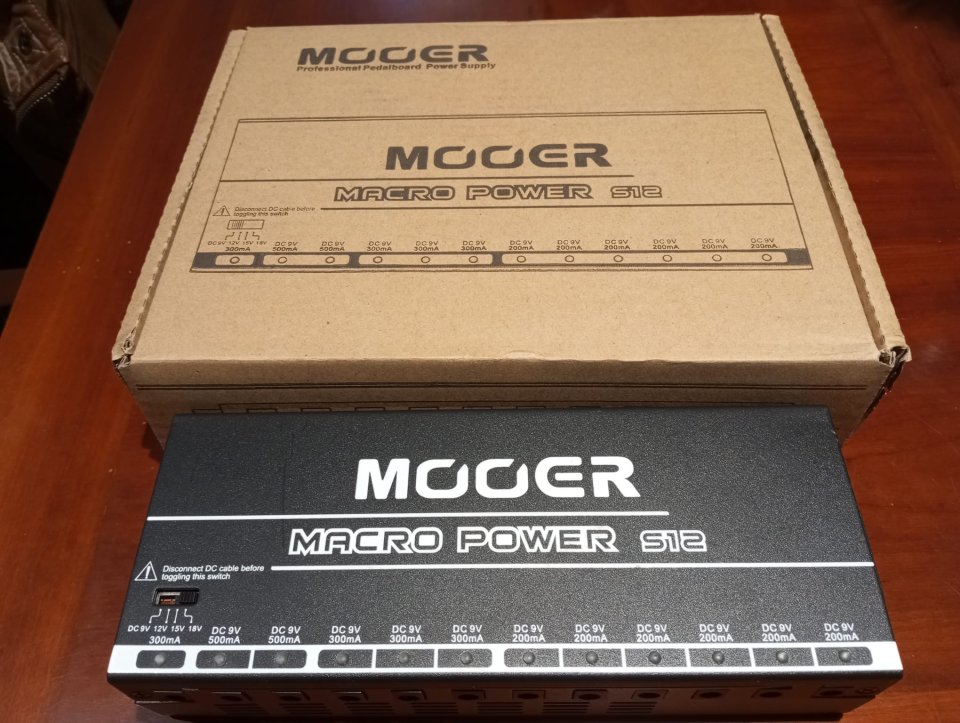 MOOER
Professional Pedalboard Power Supply
MOOER
MACRO POWER S12
Disconnect DC cable before
toggling this switch
DC 9V 12V 15V 18V DC 9V DC 9V DC 9V DC 9V DC 9V DC 9V DC 9V DC 9V DC 9V DC 9V DC 9V
300mA 500mA 500mA 300mA 300mA 300mA 200mA 200mA 200mA 200mA 200mA 200mA
MOOER
MACRO POWER S12
Disconnect DC cable before
toggling this switch
DC 9V 12V 15V 18V DC 9V DC 9V DC 9V DC 9V DC 9V DC 9V DC 9V DC 9V DC 9V DC 9V DC 9V
300mA 500mA 500mA 300mA 300mA 300mA 200mA 200mA 200mA 200mA 200mA 200mA